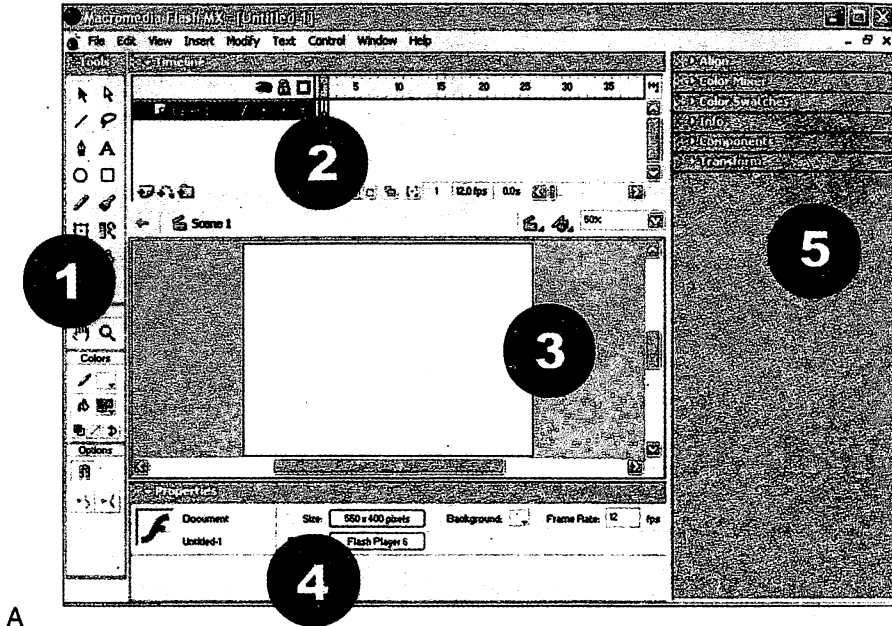 Macromedia Flash MX - [Untitled-1]
File Edit View Insert Modify Text Control Window Help
Tools
Timeline
5 10 15 20 25 30 35
2
1 12.0 fps 0.0s
Scene 1
50%
1
3
Colors
Options
Properties
Document
Size: 550 x 400 pixels
Background:
Frame Rate: 12 fps
Untitled-1
Flash Player 6
4
Align
Color Mixer
Color Swatches
Info
Components
Transform
5
A